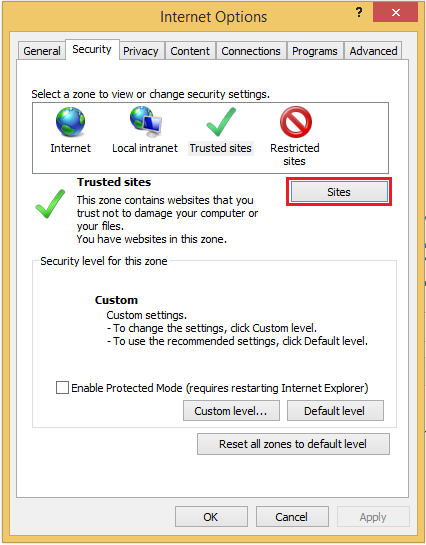 Internet Options
?
General Security Privacy Content Connections Programs Advanced
Select a zone to view or change security settings.
Internet Local intranet Trusted sites Restricted
sites
Trusted sites
Sites
This zone contains websites that you
trust not to damage your computer or
your files.
You have websites in this zone.
Security level for this zone
Custom
Custom settings.
- To change the settings, click Custom level.
- To use the recommended settings, click Default level.
Enable Protected Mode (requires restarting Internet Explorer)
Custom level... Default level
Reset all zones to default level
OK Cancel Apply